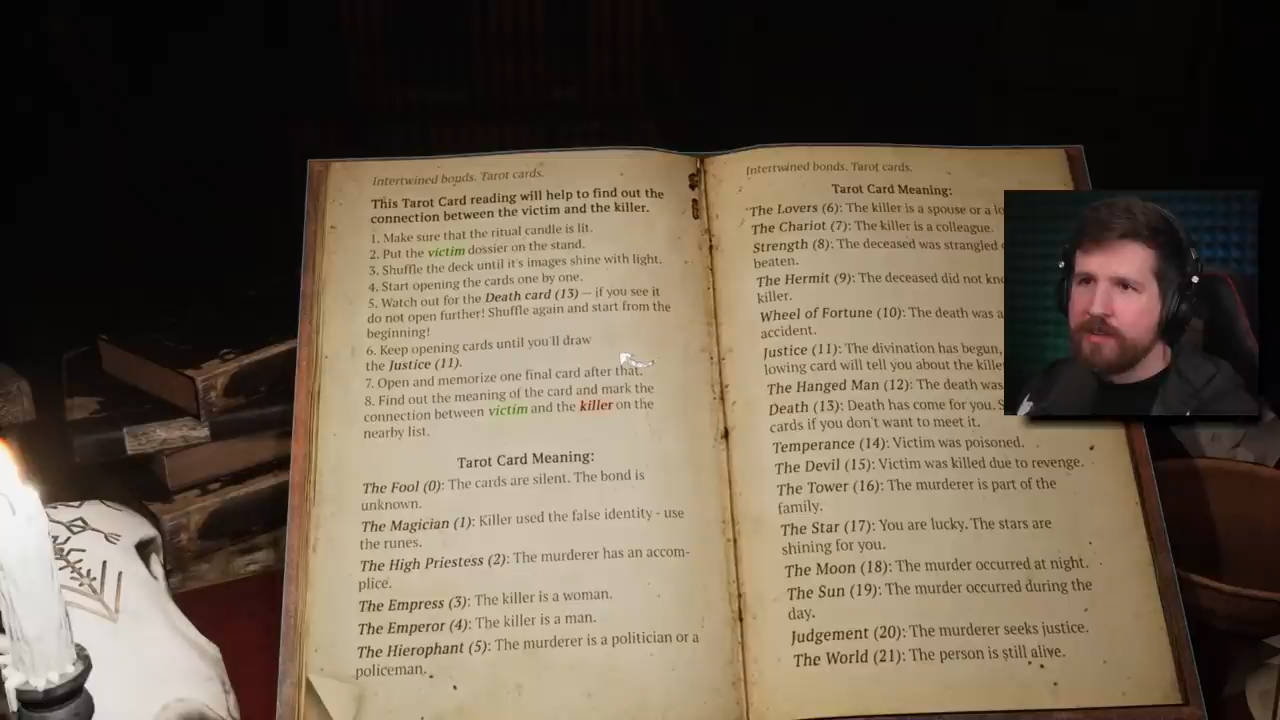 Intertwined bonds. Tarot cards.
This Tarot Card reading will help to find out the
connection between the victim and the killer.
1. Make sure that the ritual candle is lit.
2. Put the victim dossier on the stand.
3. Shuffle the deck until it's images shine with light.
4. Start opening the cards one by one.
5. Watch out for the Death card (13) — if you see it
do not open further! Shuffle again and start from the
beginning!
6. Keep opening cards until you'll draw
the Justice (11).
7. Open and memorize one final card after that.
8. Find out the meaning of the card and mark the
connection between victim and the killer on the
nearby list.
Tarot Card Meaning:
The Fool (0): The cards are silent. The bond is
unknown.
The Magician (1): Killer used the false identity - use
the runes.
The High Priestess (2): The murderer has an accom-
plice.
The Empress (3): The killer is a woman.
The Emperor (4): The killer is a man.
The Hierophant (5): The murderer is a politician or a
policeman.
Intertwined bonds. Tarot cards.
Tarot Card Meaning:
The Lovers (6): The killer is a spouse or a
The Chariot (7): The killer is a colleague.
Strength (8): The deceased was strangled
beaten.
The Hermit (9): The deceased did not
killer.
Wheel of Fortune (10): The death was
accident.
Justice (11): The divination has begun,
lowing card will tell you about the
The Hanged Man (12): The death was
Death (13): Death has come for you.
cards if you don't want to meet it.
Temperance (14): Victim was poisoned.
The Devil (15): Victim was killed due to revenge.
The Tower (16): The murderer is part of the
family.
The Star (17): You are lucky. The stars are
shining for you.
The Moon (18): The murder occurred at night.
The Sun (19): The murder occurred during the
day.
Judgement (20): The murderer seeks justice.
The World (21): The person is still alive.